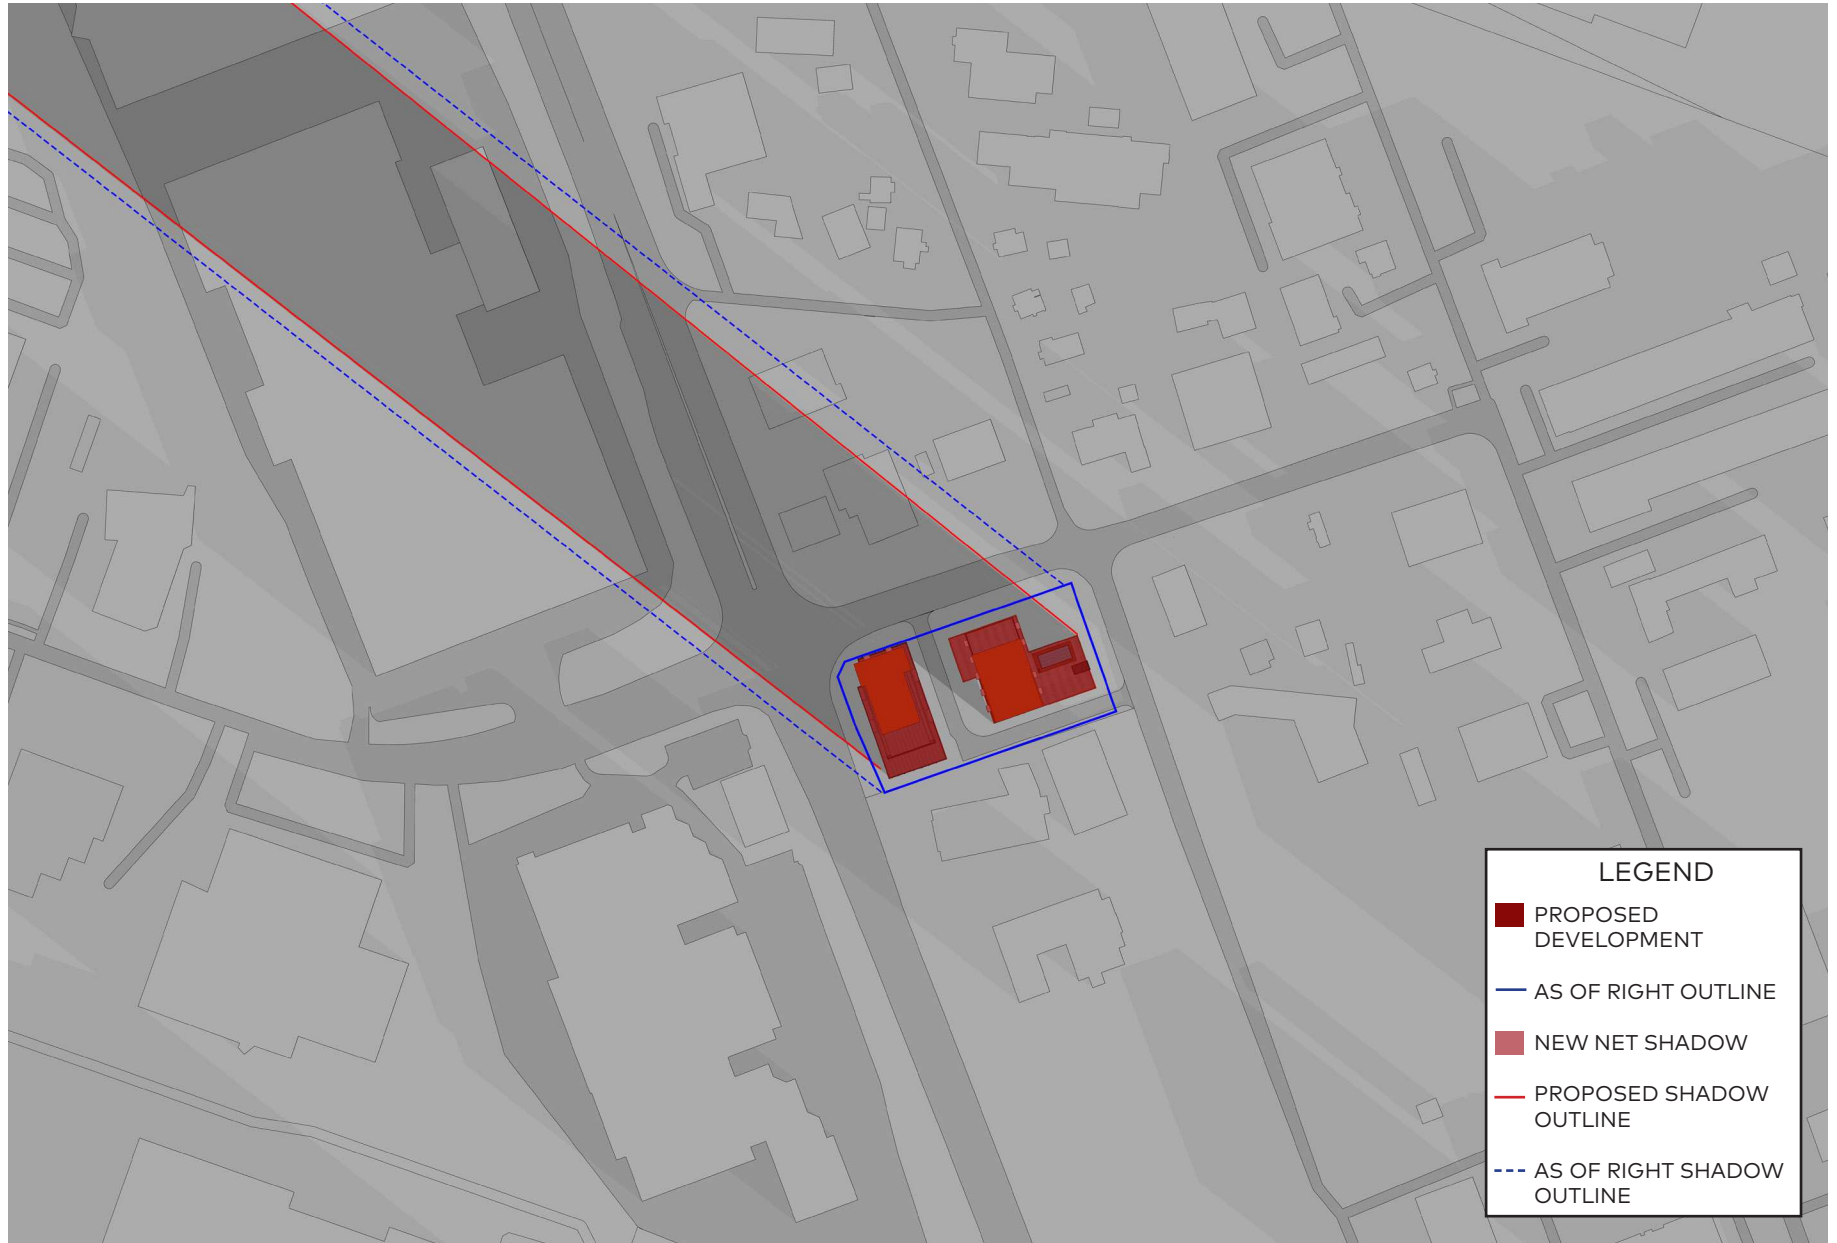 LEGEND
PROPOSED
DEVELOPMENT
AS OF RIGHT OUTLINE
NEW NET SHADOW
PROPOSED SHADOW
OUTLINE
AS OF RIGHT SHADOW
OUTLINE